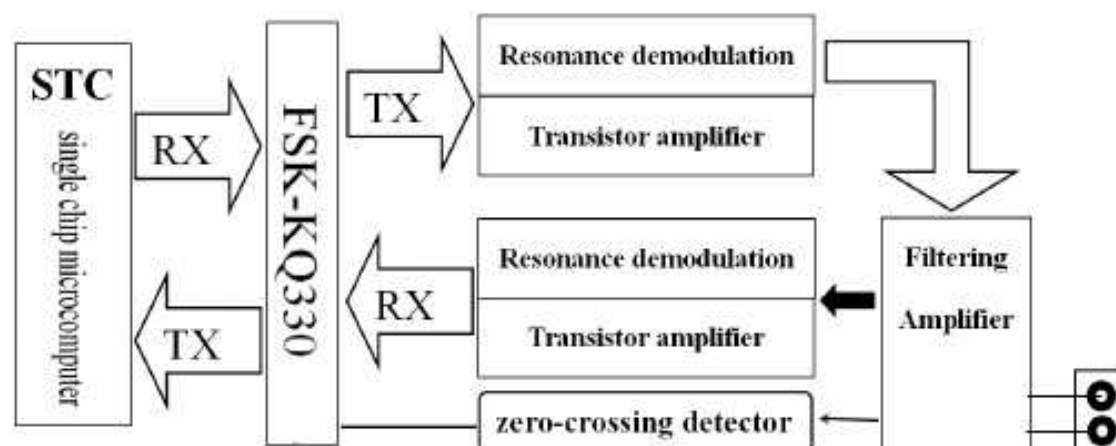 STC
single chip microcomputer
RX
TX
FSK-KQ330
TX
RX
Resonance demodulation
Transistor amplifier
Resonance demodulation
Transistor amplifier
zero-crossing detector
Filtering
Amplifier